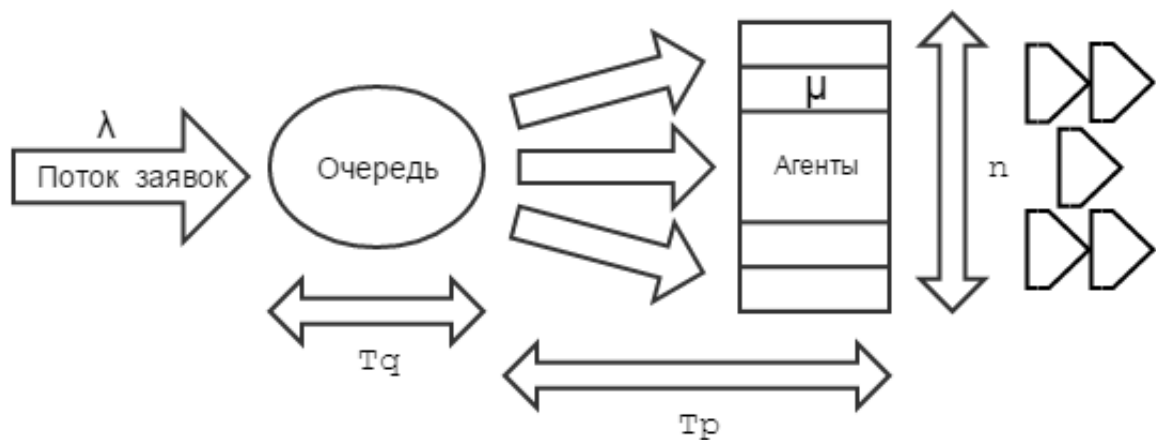 λ
Поток заявок
Очередь
Tq
μ
Агенты
n
Tp